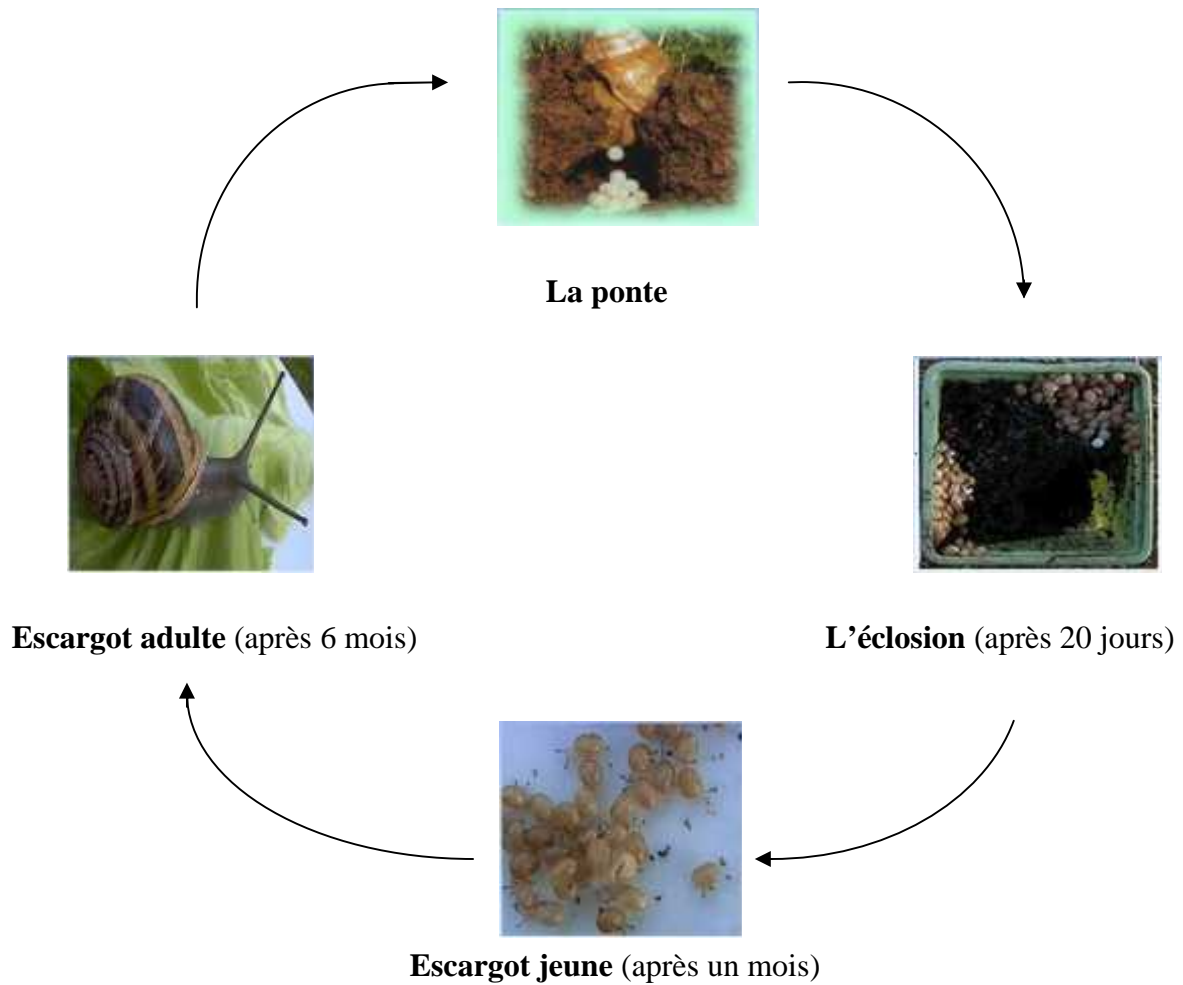 La ponte
Escargot adulte (après 6 mois)
L'éclosion (après 20 jours)
Escargot jeune (après un mois)